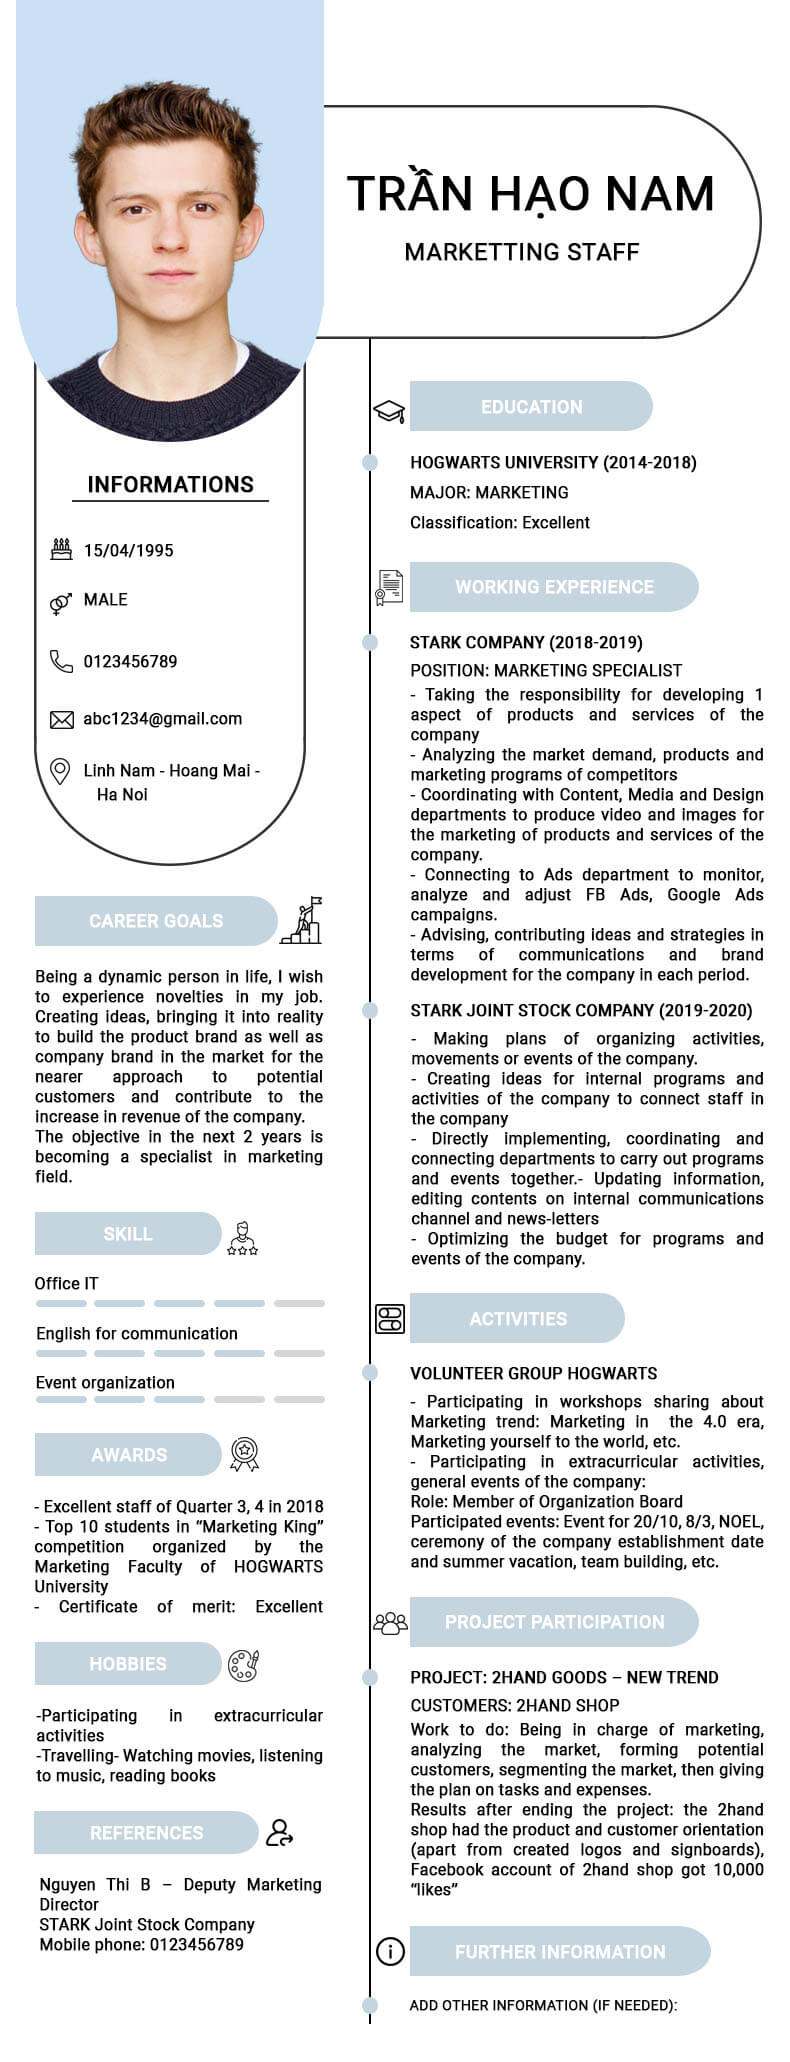 TRẦN HẠO NAM
MARKETTING STAFF
INFORMATIONS
15/04/1995
MALE
0123456789
abc1234@gmail.com
Linh Nam - Hoang Mai -
Ha Noi
CAREER GOALS
Being a dynamic person in life, I wish
to experience novelties in my job.
Creating ideas, bringing it into reality
to build the product brand as well as
company brand in the market for the
nearer approach to potential
customers and contribute to the
increase in revenue of the company.
The objective in the next 2 years is
becoming a specialist in marketing
field.
SKILL
Office IT
English for communication
Event organization
AWARDS
- Excellent staff of Quarter 3, 4 in 2018
- Top 10 students in “Marketing King”
competition organized by the
Marketing Faculty of HOGWARTS
University
- Certificate of merit: Excellent
HOBBIES
-Participating in extracurricular
activities
-Travelling- Watching movies, listening
to music, reading books
REFERENCES
Nguyen Thi B – Deputy Marketing
Director
STARK Joint Stock Company
Mobile phone: 0123456789
EDUCATION
HOGWARTS UNIVERSITY (2014-2018)
MAJOR: MARKETING
Classification: Excellent
WORKING EXPERIENCE
STARK COMPANY (2018-2019)
POSITION: MARKETING SPECIALIST
- Taking the responsibility for developing 1
aspect of products and services of the
company
- Analyzing the market demand, products and
marketing programs of competitors
- Coordinating with Content, Media and Design
departments to produce video and images for
the marketing of products and services of the
company.
- Connecting to Ads department to monitor,
analyze and adjust FB Ads, Google Ads
campaigns.
- Advising, contributing ideas and strategies in
terms of communications and brand
development for the company in each period.
STARK JOINT STOCK COMPANY (2019-2020)
- Making plans of organizing activities,
movements or events of the company.
- Creating ideas for internal programs and
activities of the company to connect staff in
the company
- Directly implementing, coordinating and
connecting departments to carry out programs
and events together.- Updating information,
editing contents on internal communications
channel and news-letters
- Optimizing the budget for programs and
events of the company.
ACTIVITIES
VOLUNTEER GROUP HOGWARTS
- Participating in workshops sharing about
Marketing trend: Marketing in the 4.0 era,
Marketing yourself to the world, etc.
- Participating in extracurricular activities,
general events of the company:
Role: Member of Organization Board
Participated events: Event for 20/10, 8/3, NOEL,
ceremony of the company establishment date
and summer vacation, team building, etc.
PROJECT PARTICIPATION
PROJECT: 2HAND GOODS – NEW TREND
CUSTOMERS: 2HAND SHOP
Work to do: Being in charge of marketing,
analyzing the market, forming potential
customers, segmenting the market, then giving
the plan on tasks and expenses.
Results after ending the project: the 2hand
shop had the product and customer orientation
(apart from created logos and signboards),
Facebook account of 2hand shop got 10,000
“likes”
FURTHER INFORMATION
ADD OTHER INFORMATION (IF NEEDED):